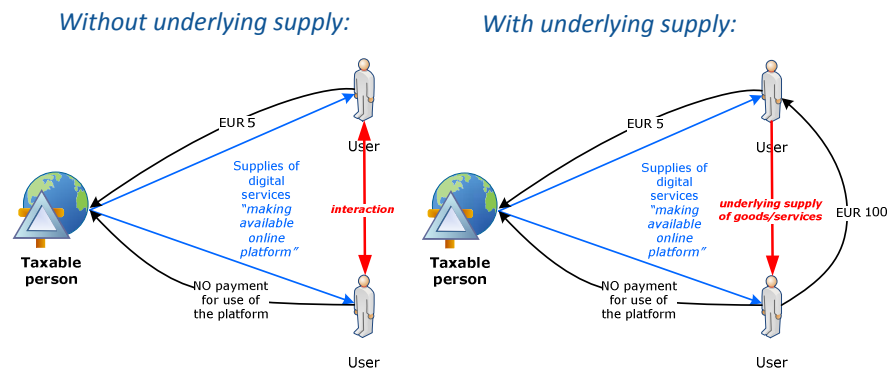 Without underlying supply:
User
EUR 5
Supplies of
digital
services
“making
available
online
platform”
interaction
Taxable
person
NO payment
for use of
the platform
User
With underlying supply:
User
EUR 5
Supplies of
digital
services
“making
available
online
platform”
underlying supply
of goods/services
EUR 100
Taxable
person
NO payment
for use of
the platform
User